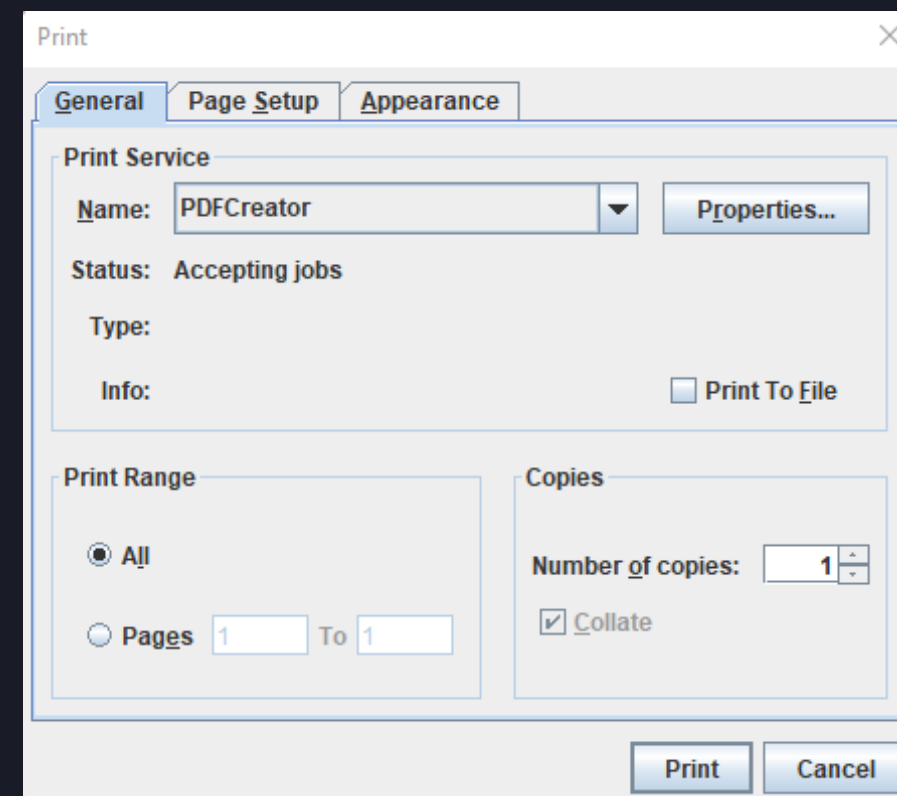 Print
General Page Setup Appearance
Print Service
Name: PDFCreator Properties...
Status: Accepting jobs
Type:
Info: Print To File
Print Range Copies
All
Number of copies: 1
Collate
Pages 1 To 1
Print Cancel